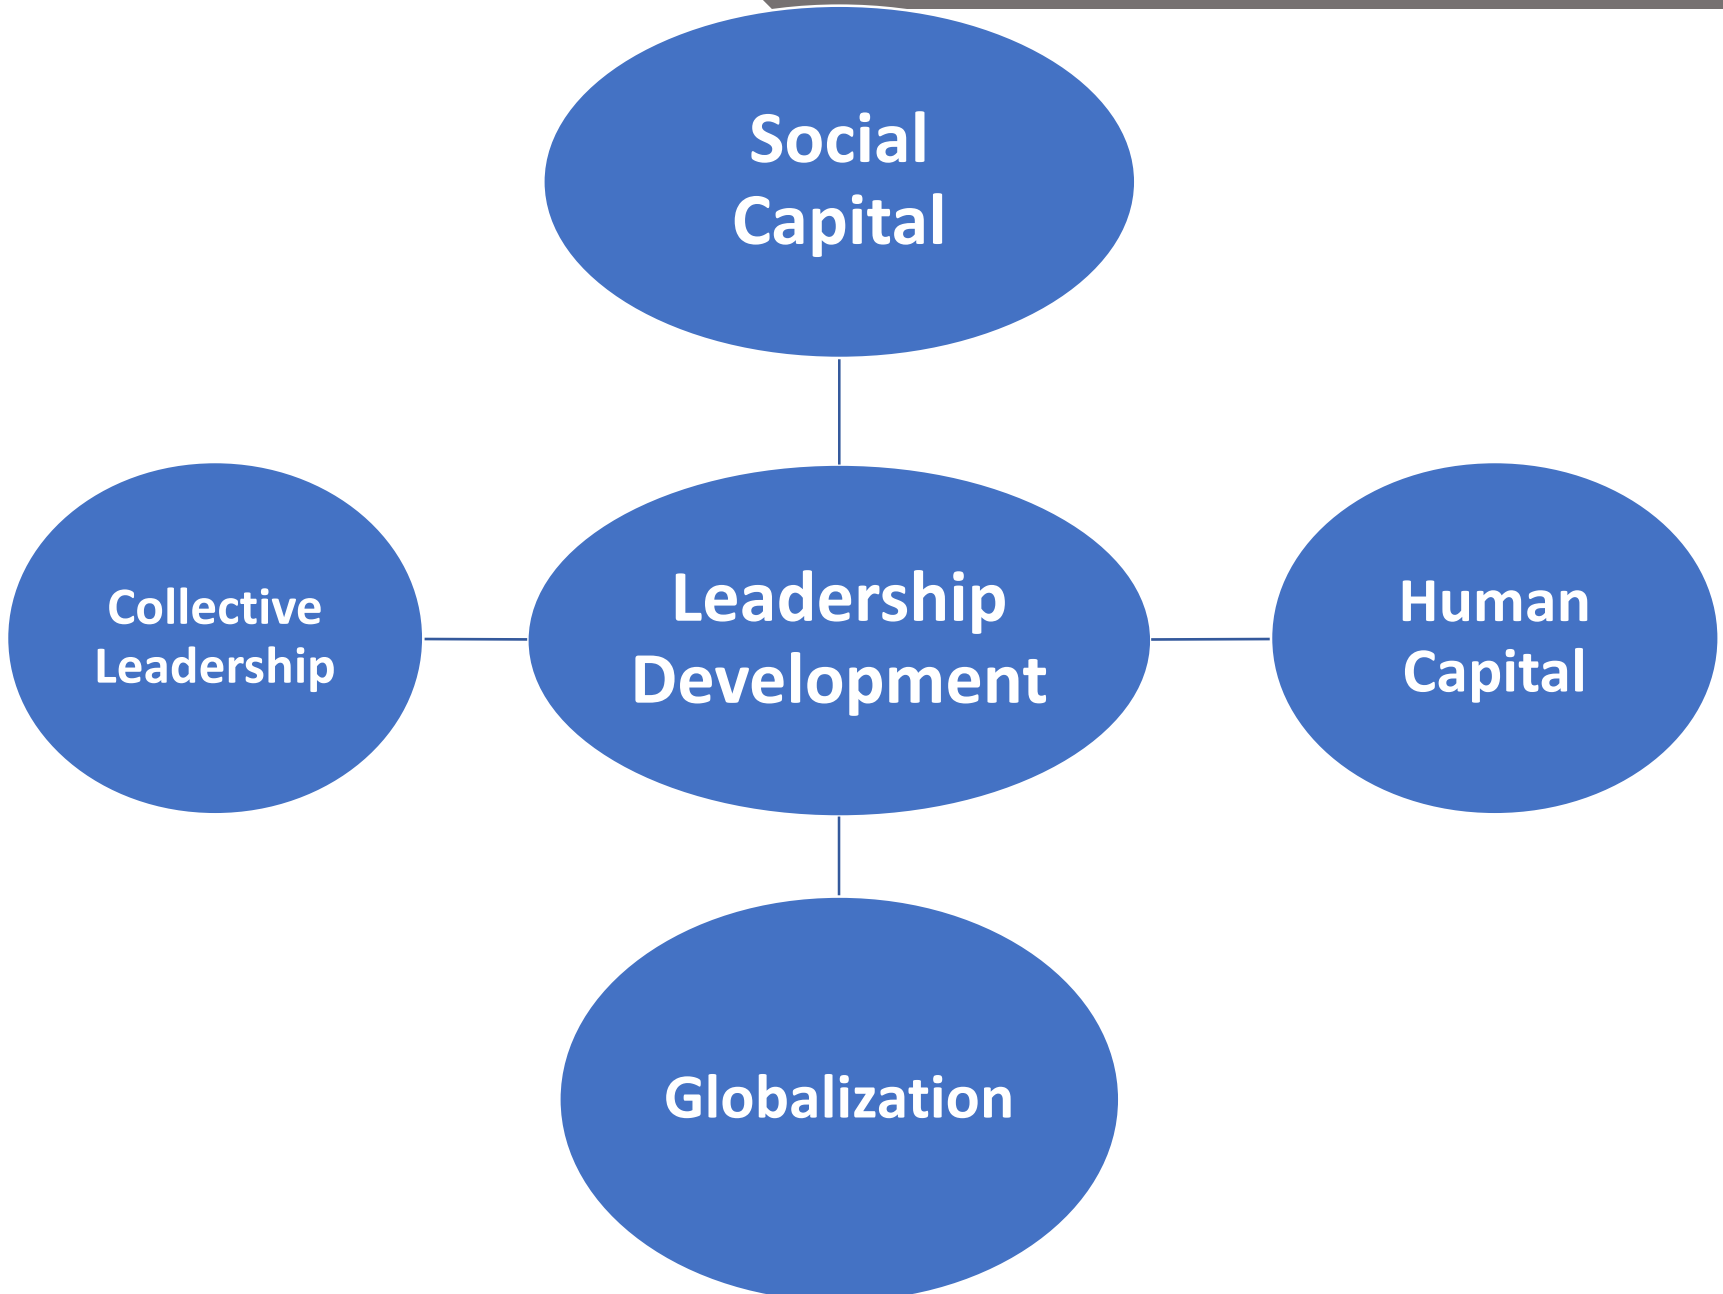 Social
Capital
Collective
Leadership
Leadership
Development
Human
Capital
Globalization